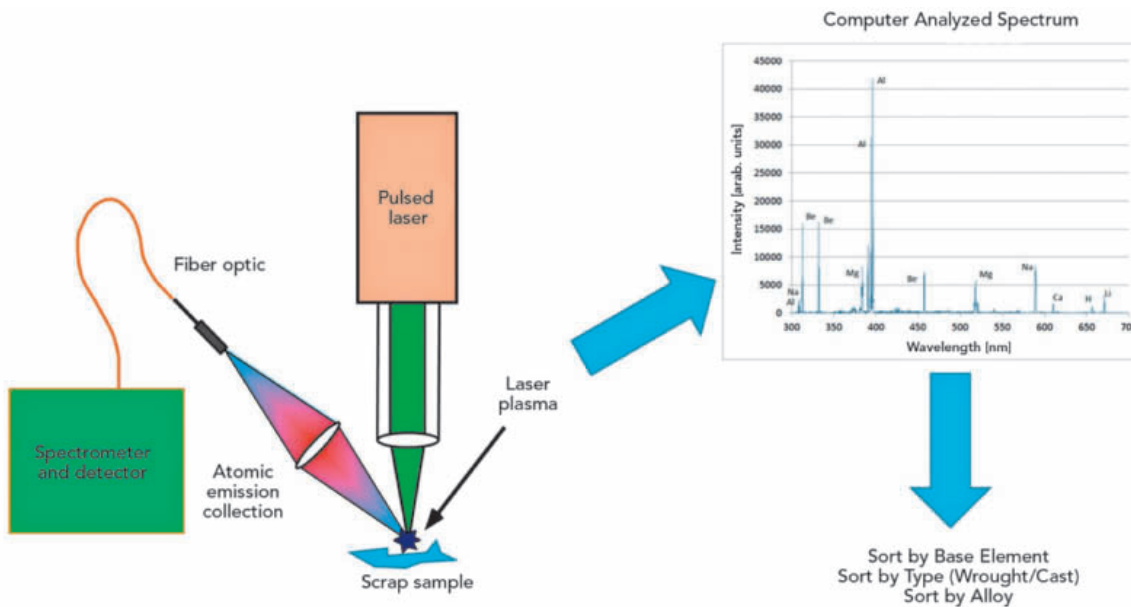 Computer Analyzed Spectrum
45000
40000
35000
30000
25000
20000
15000
10000
5000
0
Intensity [arab. units]
Al
Al
Be
Be
Mg
Be
Mg
Na
Na
Al
Ca
H
Li
300
350
400
450
500
550
600
650
700
Wavelength [nm]
Pulsed
laser
Fiber optic
Laser
plasma
Spectrometer
and detector
Atomic
emission
collection
Scrap sample
Sort by Base Element
Sort by Type (Wrought/Cast)
Sort by Alloy